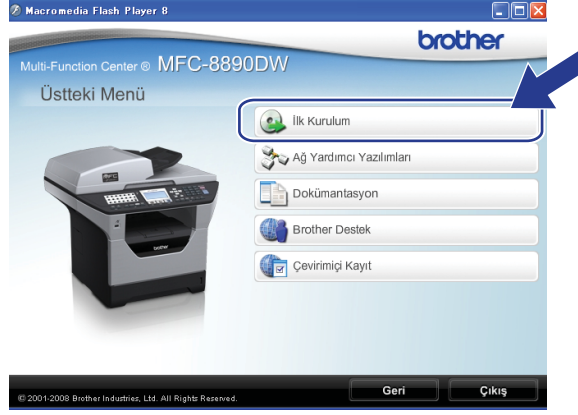 Macromedia Flash Player 8
brother
Multi-Function Center ® MFC-8890DW
Üstteki Menü
İlk Kurulum
Ağ Yardımcı Yazılımları
Dokümantasyon
Brother Destek
Çevirimiçi Kayıt
brother
Geri
Çıkış
© 2001-2008 Brother Industries, Ltd. All Rights Reserved.